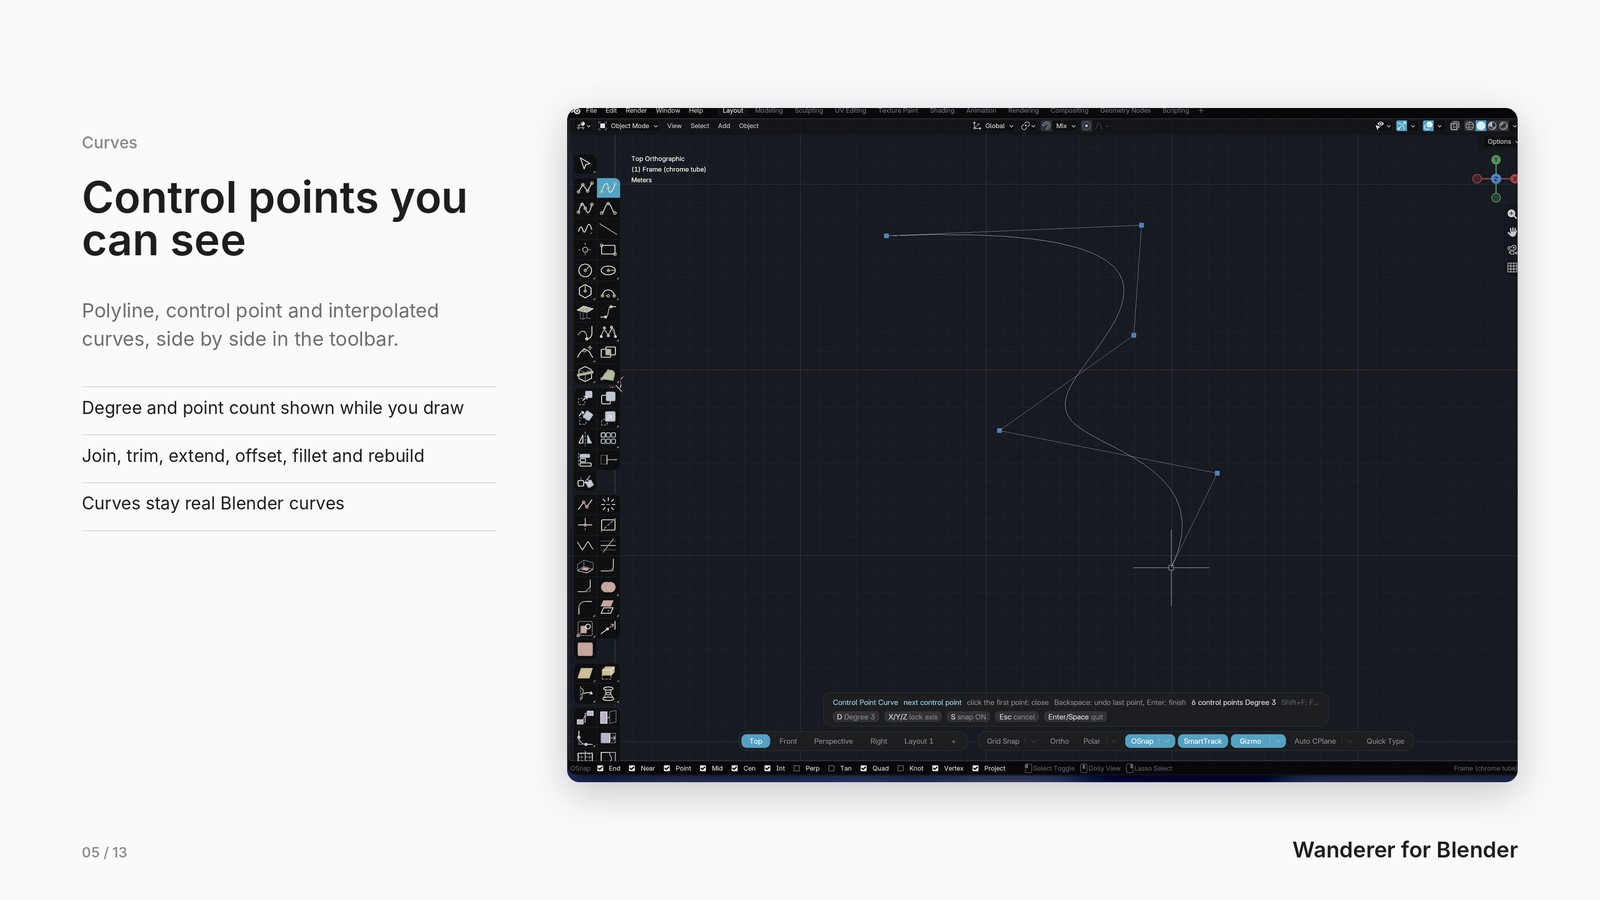 Curves
Control points you
can see
Polyline, control point and interpolated
curves, side by side in the toolbar.
Degree and point count shown while you draw
Join, trim, extend, offset, fillet and rebuild
Curves stay real Blender curves
File Edit Render Window Help Layout Modeling Sculpting UV Editing Texture Paint Shading Animation Rendering Compositing Geometry Nodes Scripting +
Object Mode View Select Add Object Global Mix
Options
Top Orthographic
(1) Frame (chrome tube)
Meters
Y
Z
X
Control Point Curve next control point click the first point: close Backspace: undo last point, Enter: finish 6 control points Degree 3 Shift+F: F...
D Degree 3 X/Y/Z lock axis S snap ON Esc cancel Enter/Space quit
Top Front Perspective Right Layout 1 + Grid Snap Ortho Polar OSnap SmartTrack Gizmo Auto CPlane Quick Type
OSnap End Near Point Mid Cen Int Perp Tan Quad Knot Vertex Project Select Toggle Dolly View Lasso Select Frame (chrome tube
05 / 13
Wanderer for Blender